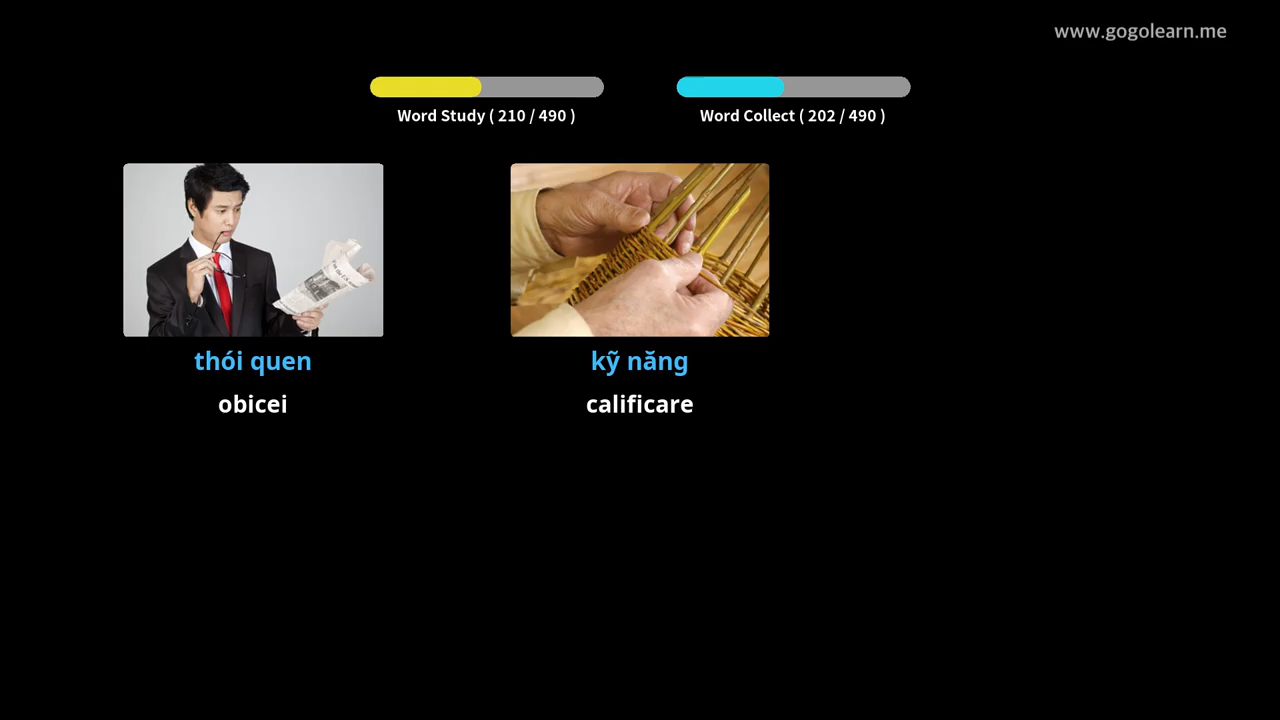 www.gogolearn.me
Word Study ( 210 / 490 )
Word Collect ( 202 / 490 )
thói quen
obicei
kỹ năng
calificare